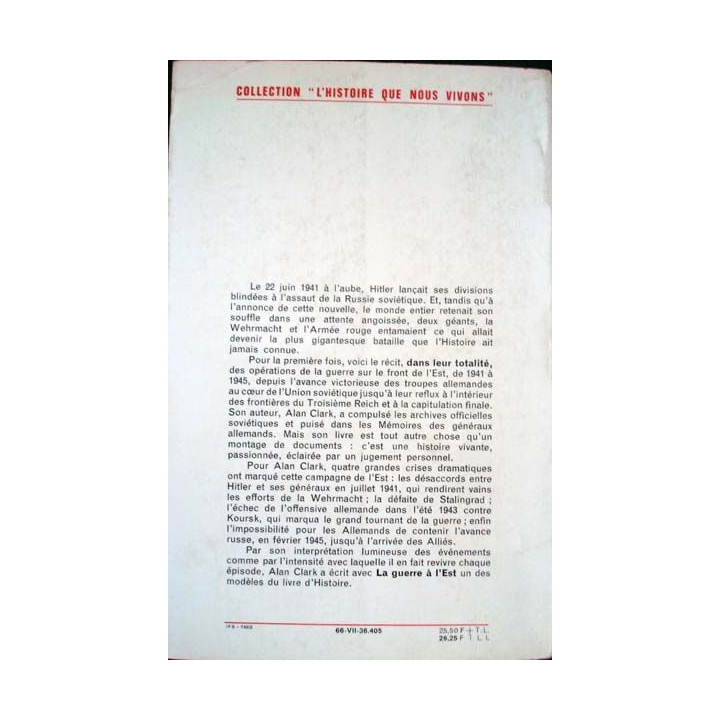 COLLECTION "L'HISTOIRE QUE NOUS VIVONS"
Le 22 juin 1941 à l'aube, Hitler lançait ses divisions
blindées à l'assaut de la Russie soviétique. Et, tandis qu'à
l'annonce de cette nouvelle, le monde entier retenait son
souffle dans une attente angoissée, deux géants, la
Wehrmacht et l'Armée rouge entamaient ce qui allait
devenir la plus gigantesque bataille que l'Histoire ait
jamais connue.
Pour la première fois, voici le récit, dans leur totalité,
des opérations de la guerre sur le front de l'Est, de 1941 à
1945, depuis l'avance victorieuse des troupes allemandes
au cœur de l'Union soviétique jusqu'à leur reflux à l'intérieur
des frontières du Troisième Reich et à la capitulation finale.
Son auteur, Alan Clark, a compulsé les archives officielles
soviétiques et puisé dans les Mémoires des généraux
allemands. Mais son livre est tout autre chose qu'un
montage de documents : c'est une histoire vivante,
passionnée, éclairée par un jugement personnel.
Pour Alan Clark, quatre grandes crises dramatiques
ont marqué cette campagne de l'Est : les désaccords entre
Hitler et ses généraux en juillet 1941, qui rendirent vains
les efforts de la Wehrmacht ; la défaite de Stalingrad ;
l'échec de l'offensive allemande dans l'été 1943 contre
Koursk, qui marqua le grand tournant de la guerre ; enfin
l'impossibilité pour les Allemands de contenir l'avance
russe, en février 1945, jusqu'à l'arrivée des Alliés.
Par son interprétation lumineuse des événements
comme par l'intensité avec laquelle il en fait revivre chaque
épisode, Alan Clark a écrit avec La guerre à l'Est un des
modèles du livre d'Histoire.
66-VII-36.405
25,50 F + T. L.
26,25 F T. L. I.